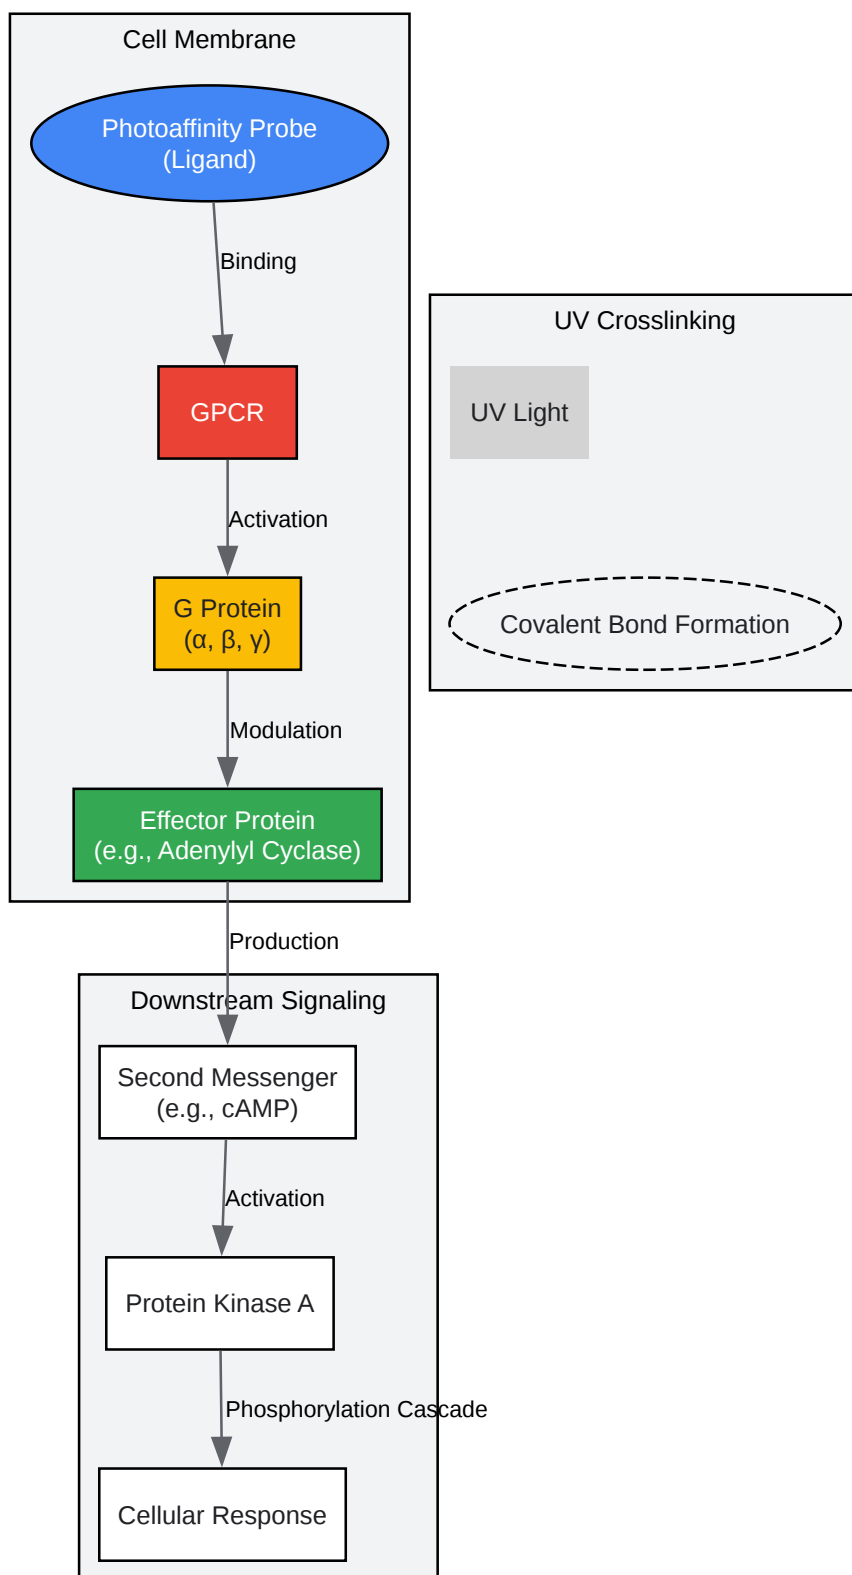 Cell Membrane
Photoaffinity Probe
(Ligand)
Binding
GPCR
Activation
G Protein
(α, β, γ)
Modulation
Effector Protein
(e.g., Adenylyl Cyclase)
Production
Downstream Signaling
Second Messenger
(e.g., cAMP)
Activation
Protein Kinase A
Phosphorylation Cascade
Cellular Response
UV Crosslinking
UV Light
Covalent Bond Formation